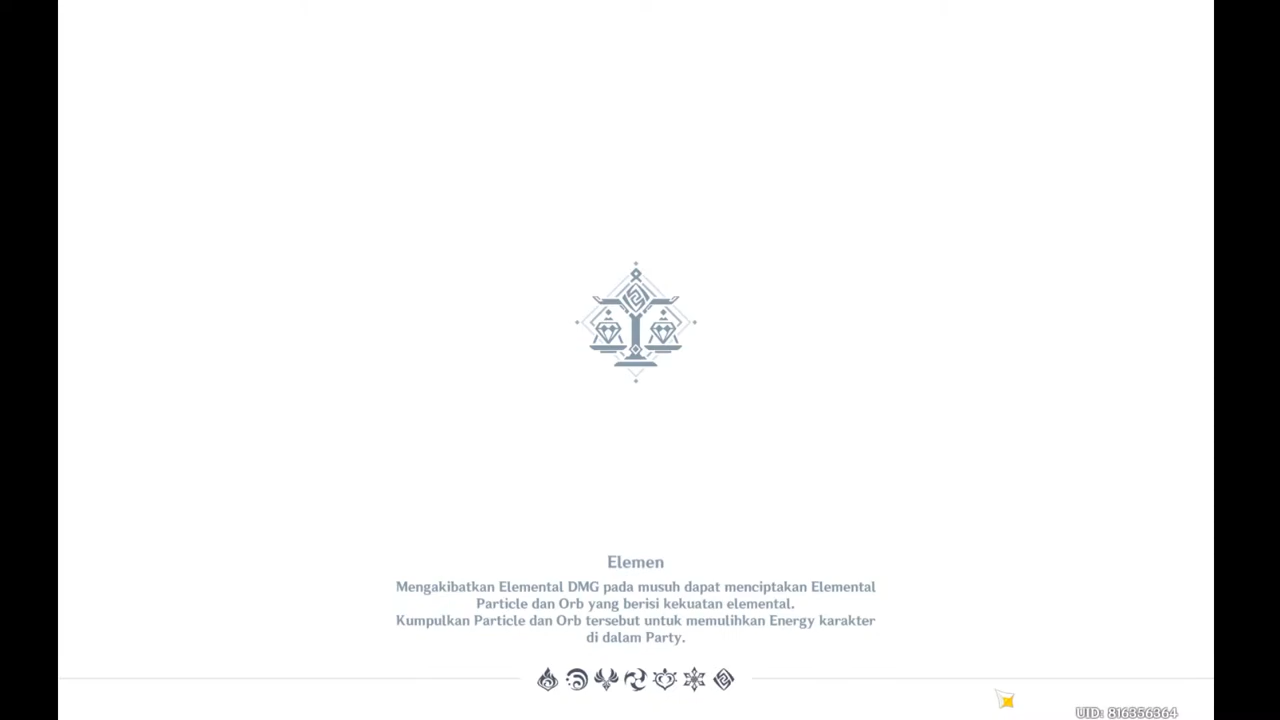 Elemen
Mengakibatkan Elemental DMG pada musuh dapat menciptakan Elemental
Particle dan Orb yang berisi kekuatan elemental.
Kumpulkan Particle dan Orb tersebut untuk memulihkan Energy karakter
di dalam Party.
UID: 816356364